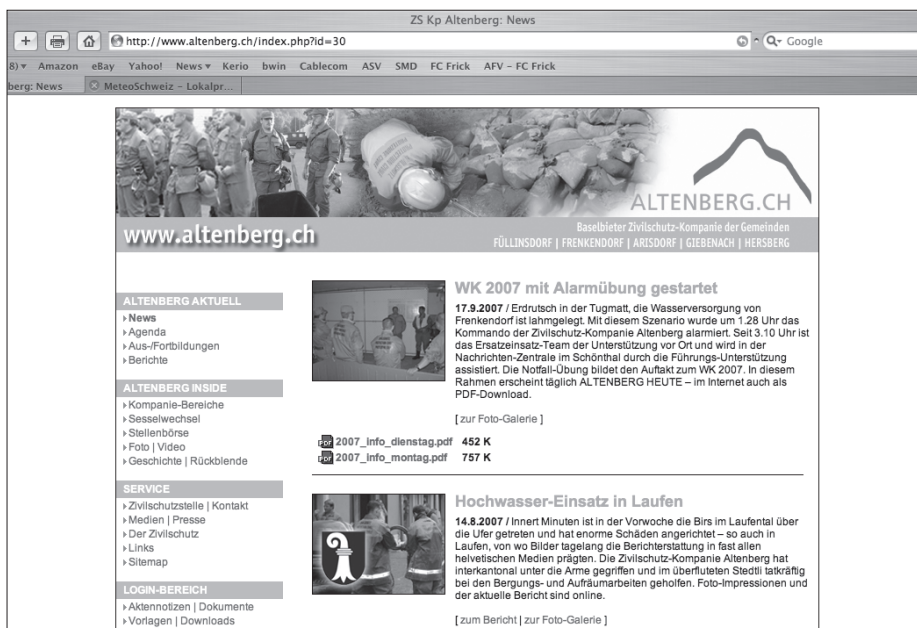 ZS Kp Altenberg: News
http://www.altenberg.ch/index.php?id=30
Google
8) Amazon eBay Yahoo! News Kerio bwin Cablecom ASV SMD FC Frick AFV – FC Frick
berg: News
MeteoSchweiz – Lokalpr...
ALTENBERG.CH
www.altenberg.ch
Baselbieter Zivilschutz-Kompanie der Gemeinden
FÜLLINSDORF | FRENKENDORF | ARISDORF | GIEBENACH | HERSBERG
ALTENBERG AKTUELL
News
Agenda
Aus-/Fortbildungen
Berichte
ALTENBERG INSIDE
Kompanie-Bereiche
Sesselwechsel
Stellenbörse
Foto | Video
Geschichte | Rückblende
SERVICE
Zivilschutzstelle | Kontakt
Medien | Presse
Der Zivilschutz
Links
Sitemap
LOGIN-BEREICH
Aktennotizen | Dokumente
Vorlagen | Downloads
WK 2007 mit Alarmübung gestartet
17.9.2007 / Erdrutsch in der Tugmatt, die Wasserversorgung von
Frenkendorf ist lahmgelegt. Mit diesem Szenario wurde um 1.28 Uhr das
Kommando der Zivilschutz-Kompanie Altenberg alarmiert. Seit 3.10 Uhr ist
das Ersatzeinsatz-Team der Unterstützung vor Ort und wird in der
Nachrichten-Zentrale im Schönthal durch die Führungs-Unterstützung
assistiert. Die Notfall-Übung bildet den Auftakt zum WK 2007. In diesem
Rahmen erscheint täglich ALTENBERG HEUTE – im Internet auch als
PDF-Download.
[ zur Foto-Galerie ]
PDF 2007_info_dienstag.pdf 452 K
PDF 2007_info_montag.pdf 757 K
Hochwasser-Einsatz in Laufen
14.8.2007 / Innert Minuten ist in der Vorwoche die Birs im Laufental über
die Ufer getreten und hat enorme Schäden angerichtet – so auch in
Laufen, von wo Bilder tagelang die Berichterstattung in fast allen
helvetischen Medien prägten. Die Zivilschutz-Kompanie Altenberg hat
interkantonal unter die Arme gegriffen und im überfluteten Stedtli tatkräftig
bei den Bergungs- und Aufräumarbeiten geholfen. Foto-Impressionen und
der aktuelle Bericht sind online.
[ zum Bericht | zur Foto-Galerie ]